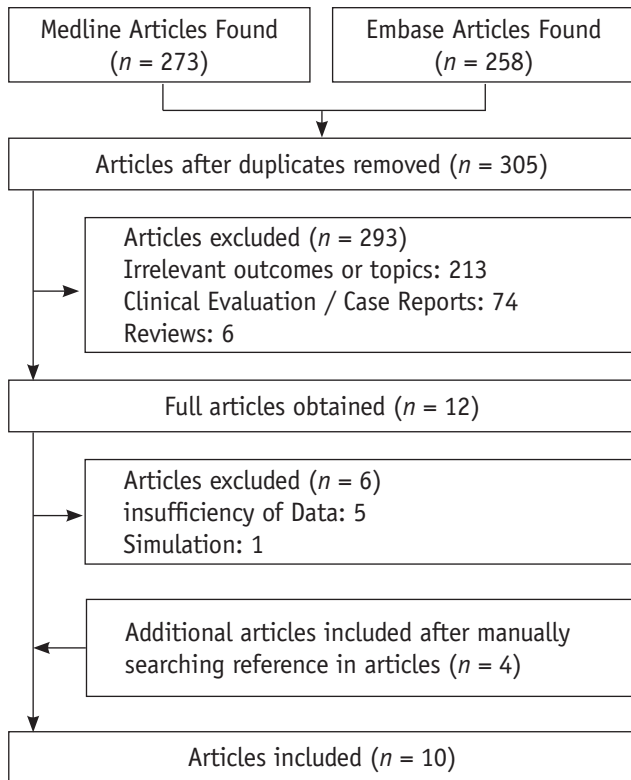 Medline Articles Found
(n = 273)
Embase Articles Found
(n = 258)
Articles after duplicates removed (n = 305)
Articles excluded (n = 293)
Irrelevant outcomes or topics: 213
Clinical Evaluation / Case Reports: 74
Reviews: 6
Full articles obtained (n = 12)
Articles excluded (n = 6)
insufficiency of Data: 5
Simulation: 1
Additional articles included after manually
searching reference in articles (n = 4)
Articles included (n = 10)